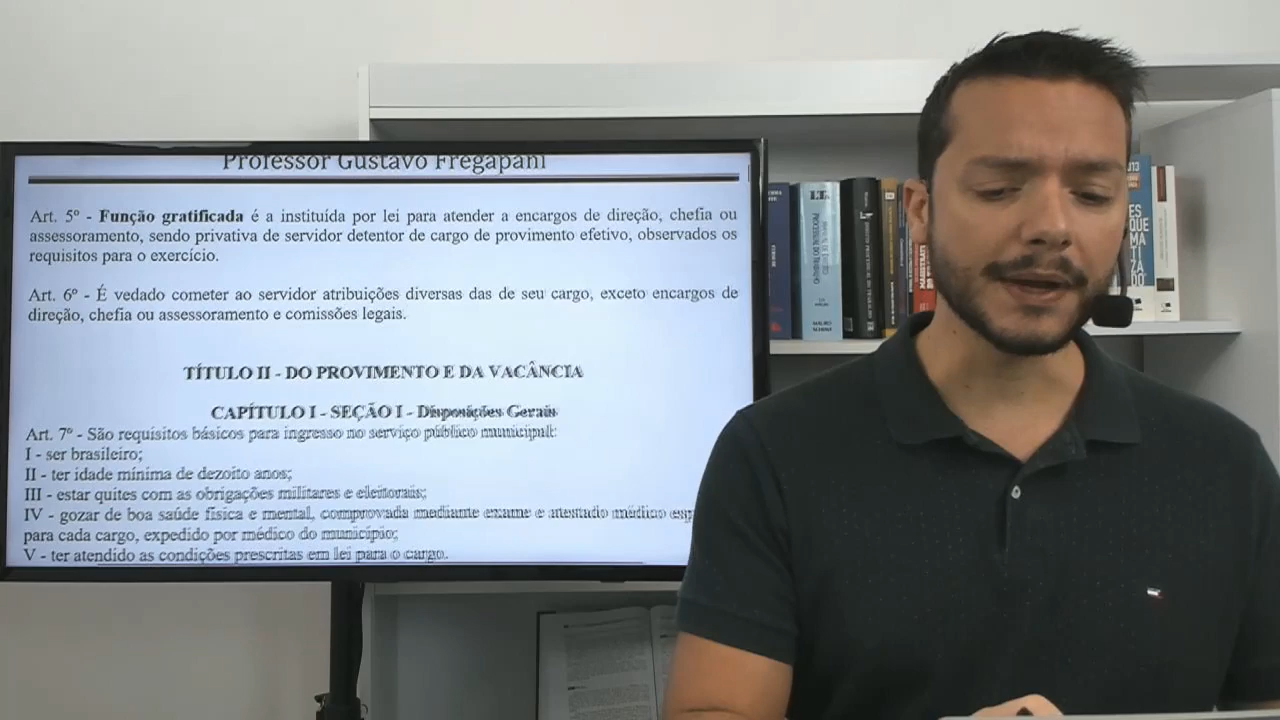 Professor Gustavo Fregapani
Art. 5º - Função gratificada é a instituída por lei para atender a encargos de direção, chefia ou
assessoramento, sendo privativa de servidor detentor de cargo de provimento efetivo, observados os
requisitos para o exercício.
Art. 6º - É vedado cometer ao servidor atribuições diversas das de seu cargo, exceto encargos de
direção, chefia ou assessoramento e comissões legais.
TÍTULO II - DO PROVIMENTO E DA VACÂNCIA
CAPÍTULO I - SEÇÃO I - Disposições Gerais
Art. 7º - São requisitos básicos para ingresso no serviço público municipal:
I - ser brasileiro;
II - ter idade mínima de dezoito anos;
III - estar quites com as obrigações militares e eleitorais;
IV - gozar de boa saúde física e mental, comprovada mediante exame e atestado médico esp
para cada cargo, expedido por médico do município;
V - ter atendido as condições prescritas em lei para o cargo.
LTr